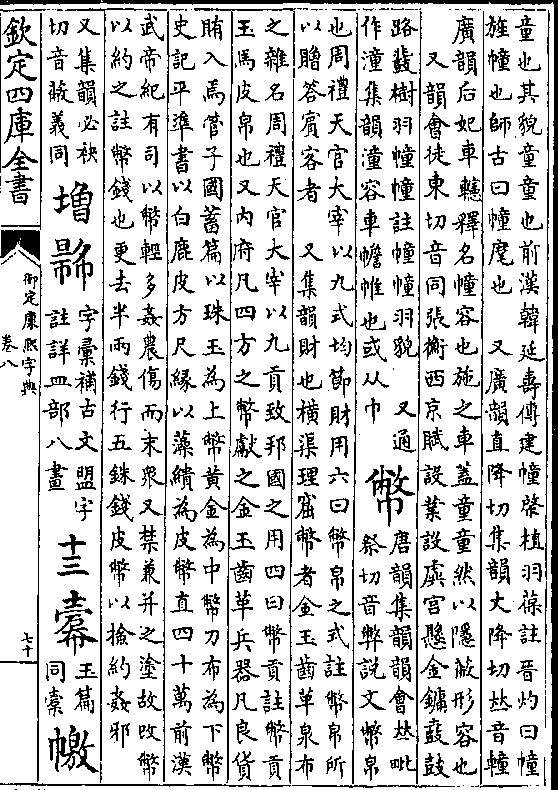 童也其貌童童也前漢韓延壽傳建幢棨植羽葆註晉灼曰幢
旌幢也師古曰幢麾也　又廣韻直降切集韻丈降切𠀤音幢
廣韻后妃車幰釋名幢容也施之車蓋童童然以隱蔽形容也
又韻會徒東切音同張衡西京賦設業設虡宮懸金鏞鼖鼓
路鼗樹羽幢幢註幢幢羽貌　又通
作潼集韻潼容車幨帷也或从巾
幣
唐韻集韻韻會𠀤毗
祭切音弊說文幣帛
也周禮天官大宰以九式均節財用六曰幣帛之式註幣帛所
以贈答賓客者　又集韻財也橫渠理窟幣者金玉齒革泉布
之雜名周禮天官大宰以九貢致邦國之用四曰幣貢註幣貢
玉馬皮帛也又內府凡四方之幣獻之金玉齒革兵器凡良貨
賄入焉管子國蓄篇以珠玉為上幣黃金為中幣刀布為下幣
史記平準書以白鹿皮方尺緣以藻繢為皮幣直四十萬前漢
武帝紀有司以幣輕多姦農傷而末衆又禁兼并之塗故改幣
以約之註幣錢也更去半兩錢行五銖錢皮幣以撿約姦邪
又集韻必袂
切音蔽義同
增
字彙補古文盟字
註詳皿部八畫
十三
玉篇
同橐
欽定四庫全書
御定康熙字典
卷八
七十